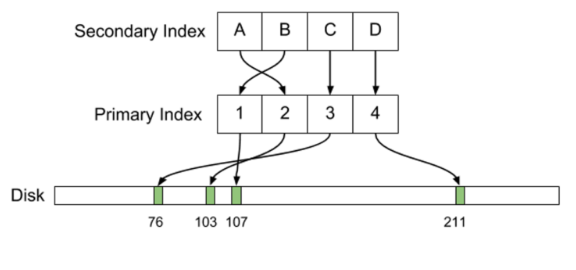 Secondary Index A B C D
Primary Index 1 2 3 4
Disk
76 103 107 211